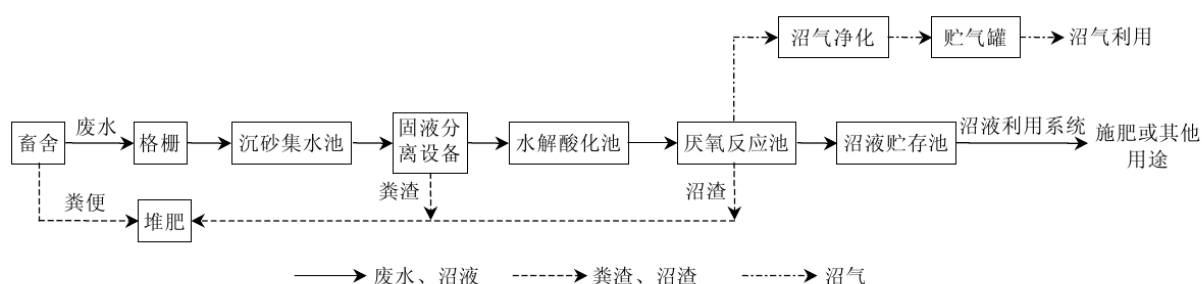 沼气净化
贮气罐
沼气利用
畜舍
废水
格栅
沉砂集水池
固液分
离设备
水解酸化池
厌氧反应池
沼液贮存池
沼液利用系统
施肥或其他
用途
粪便
堆肥
粪渣
沼渣
废水、沼液
粪渣、沼渣
沼气